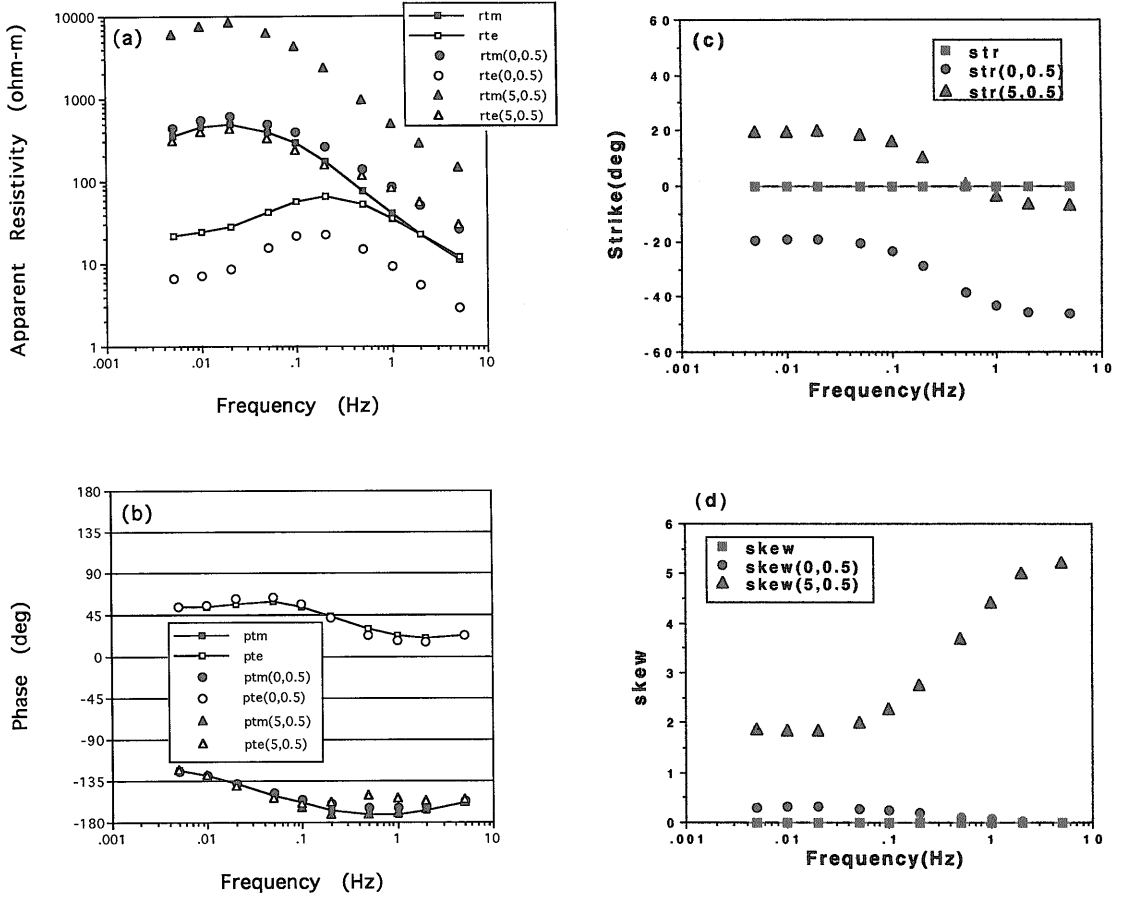 (a)
10000
1000
100
10
1
.001
.01
.1
1
10
Apparent Resistivity (ohm-m)
Frequency (Hz)
rtm
rte
rtm(0,0.5)
rte(0,0.5)
rtm(5,0.5)
rte(5,0.5)
(c)
60
40
20
0
-20
-40
-60
.001
.01
.1
1
10
Strike(deg)
Frequency(Hz)
str
str(0,0.5)
str(5,0.5)
(b)
180
135
90
45
0
-45
-90
-135
-180
.001
.01
.1
1
10
Phase (deg)
Frequency (Hz)
ptm
pte
ptm(0,0.5)
pte(0,0.5)
ptm(5,0.5)
pte(5,0.5)
(d)
6
5
4
3
2
1
0
.001
.01
.1
1
10
skew
Frequency(Hz)
skew
skew(0,0.5)
skew(5,0.5)